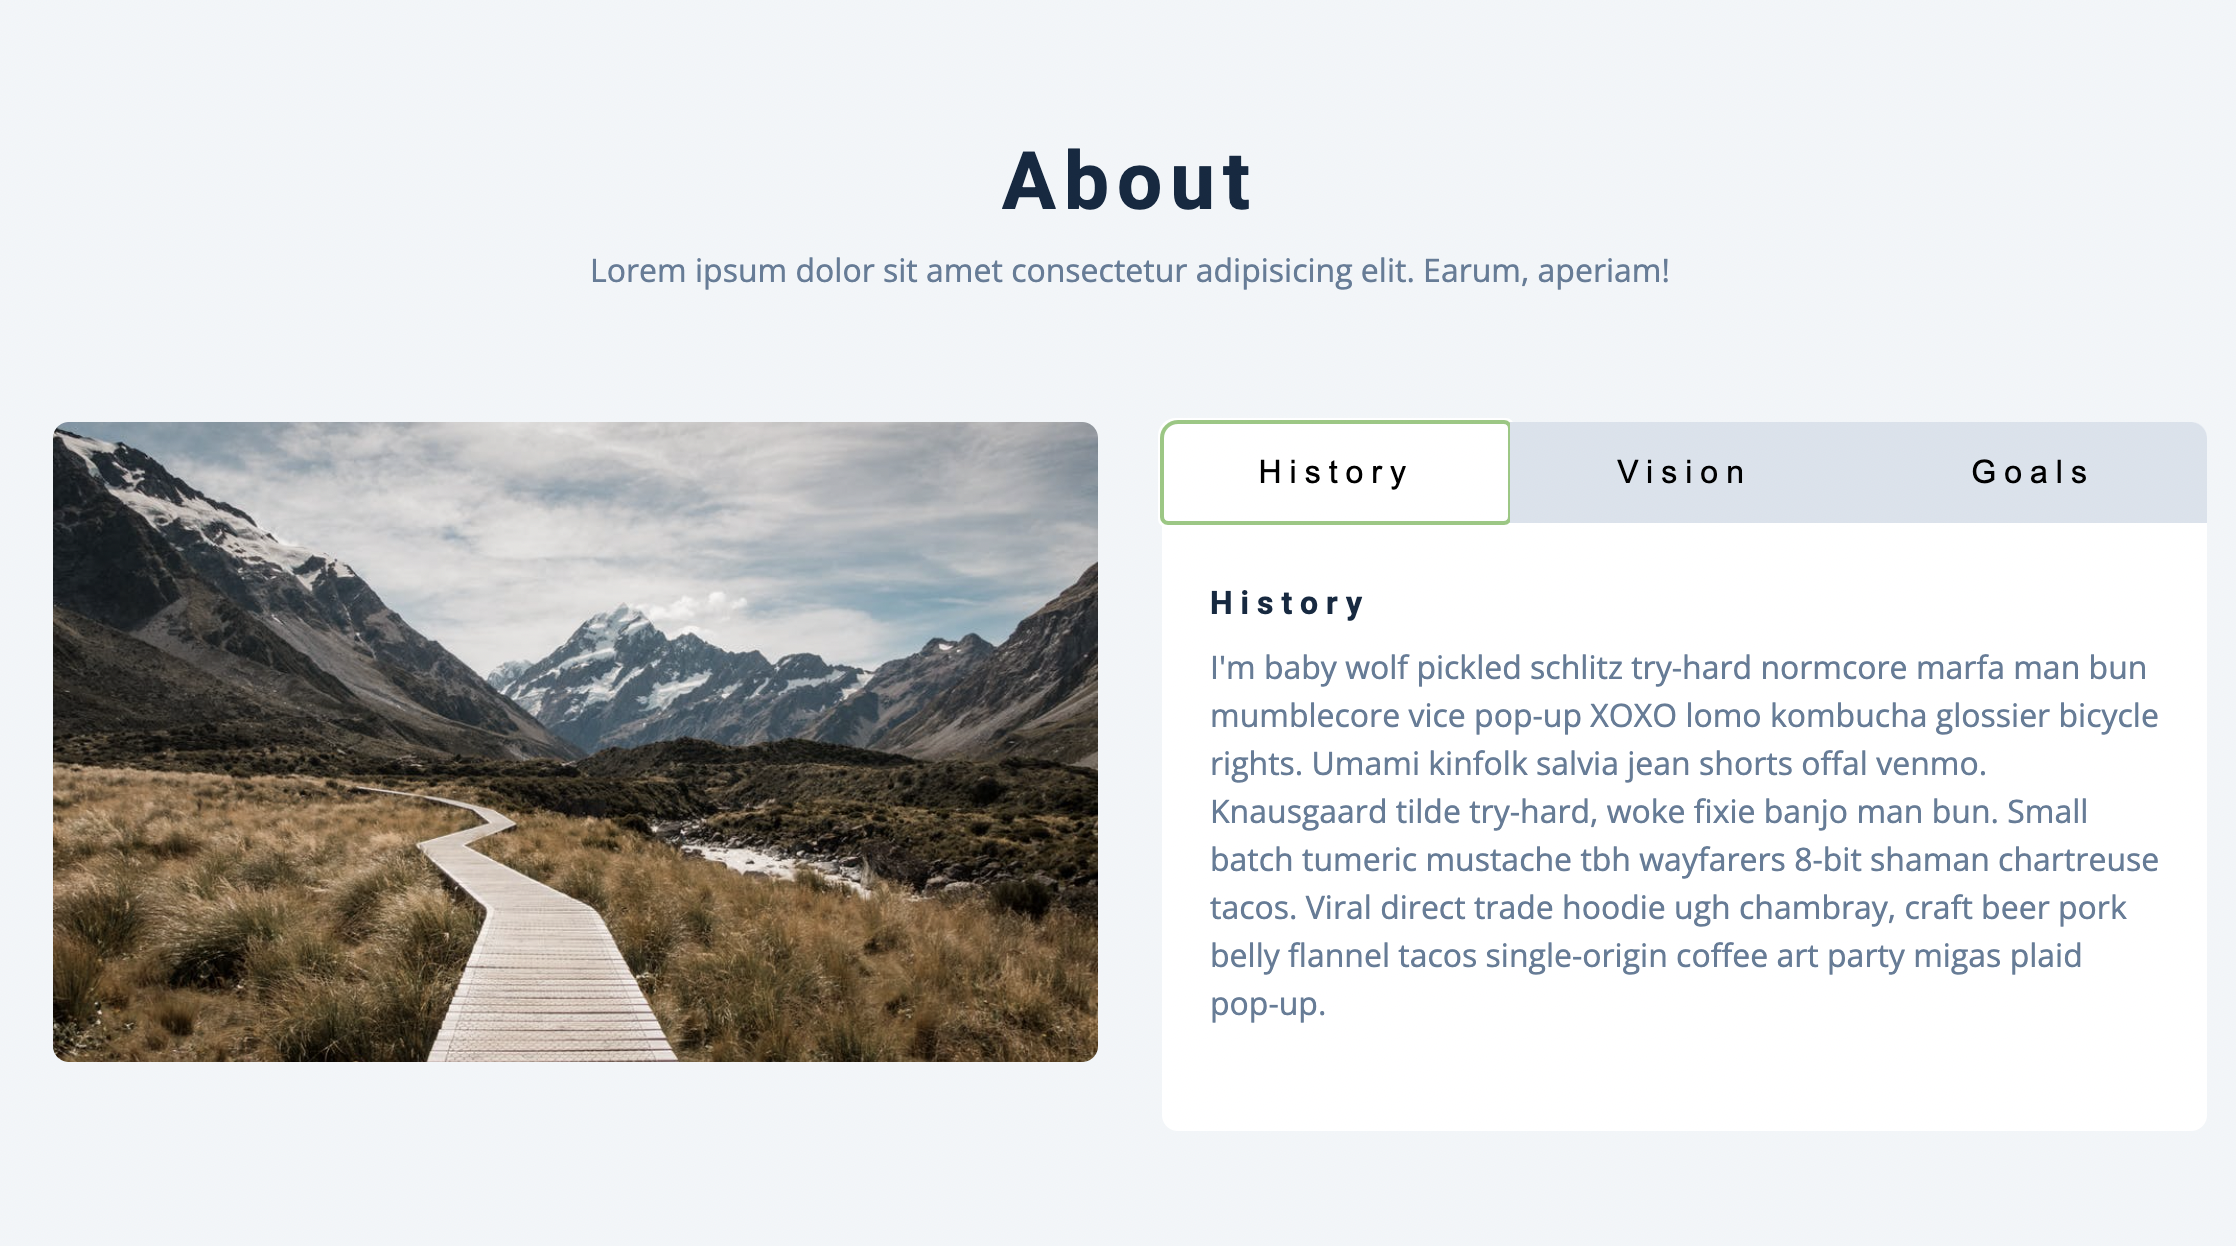 About
Lorem ipsum dolor sit amet consectetur adipisicing elit. Earum, aperiam!
History Vision Goals
History
I'm baby wolf pickled schlitz try-hard normcore marfa man bun
mumblecore vice pop-up XOXO lomo kombucha glossier bicycle
rights. Umami kinfolk salvia jean shorts offal venmo.
Knausgaard tilde try-hard, woke fixie banjo man bun. Small
batch tumeric mustache tbh wayfarers 8-bit shaman chartreuse
tacos. Viral direct trade hoodie ugh chambray, craft beer pork
belly flannel tacos single-origin coffee art party migas plaid
pop-up.